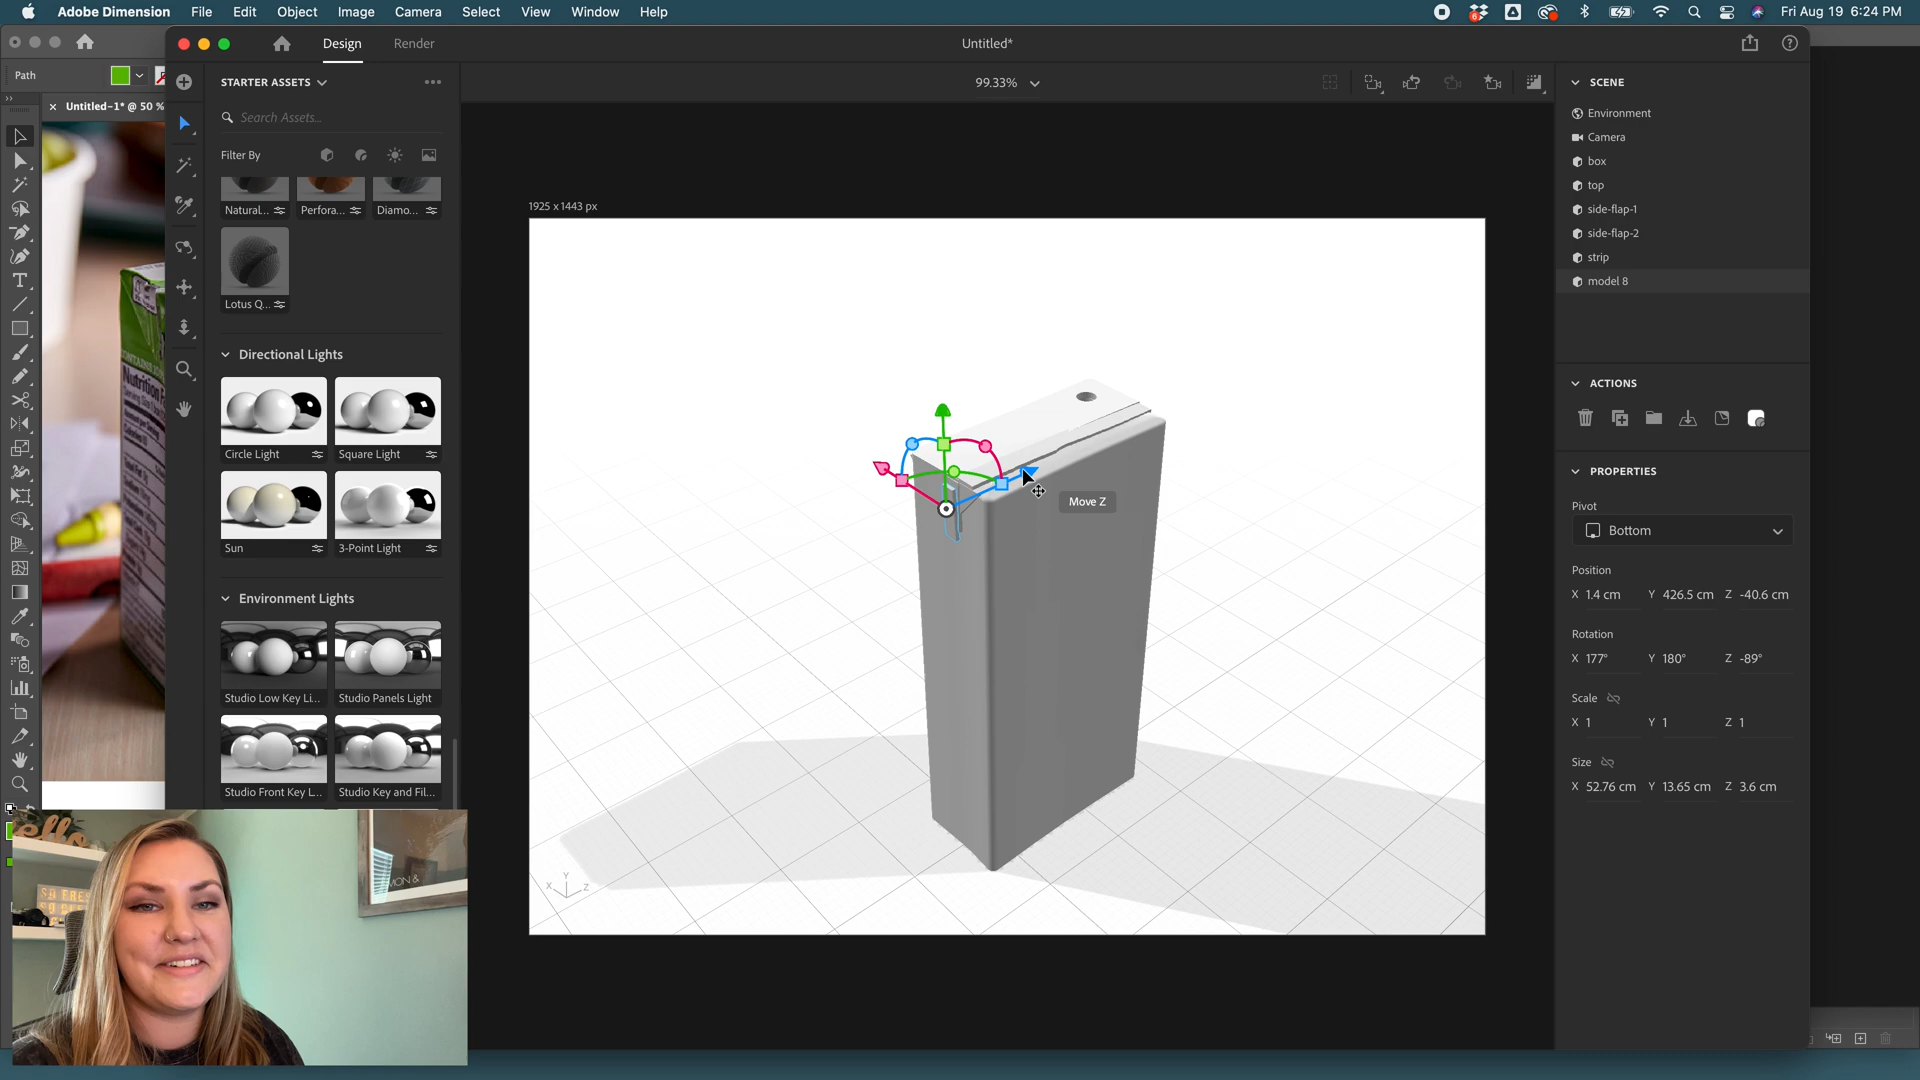 Adobe Dimension File Edit Object Image Camera Select View Window Help
6
Fri Aug 19 6:24 PM
Design Render
Untitled*
Path
STARTER ASSETS
99.33%
SCENE
Untitled-1* @ 50 %
Search Assets...
Filter By
Environment
Camera
box
top
side-flap-1
side-flap-2
strip
model 8
Natural... Perfora... Diamo...
1925 x 1443 px
Lotus Q...
Directional Lights
Circle Light Square Light
Sun 3-Point Light
Environment Lights
Studio Low Key Li... Studio Panels Light
Studio Front Key L... Studio Key and Fil...
Nutrition F
Move Z
ACTIONS
PROPERTIES
Pivot
Bottom
Position
X 1.4 cm Y 426.5 cm Z -40.6 cm
Rotation
X 177° Y 180° Z -89°
Scale
X 1 Y 1 Z 1
Size
X 52.76 cm Y 13.65 cm Z 3.6 cm
X Y Z
hello
MON &